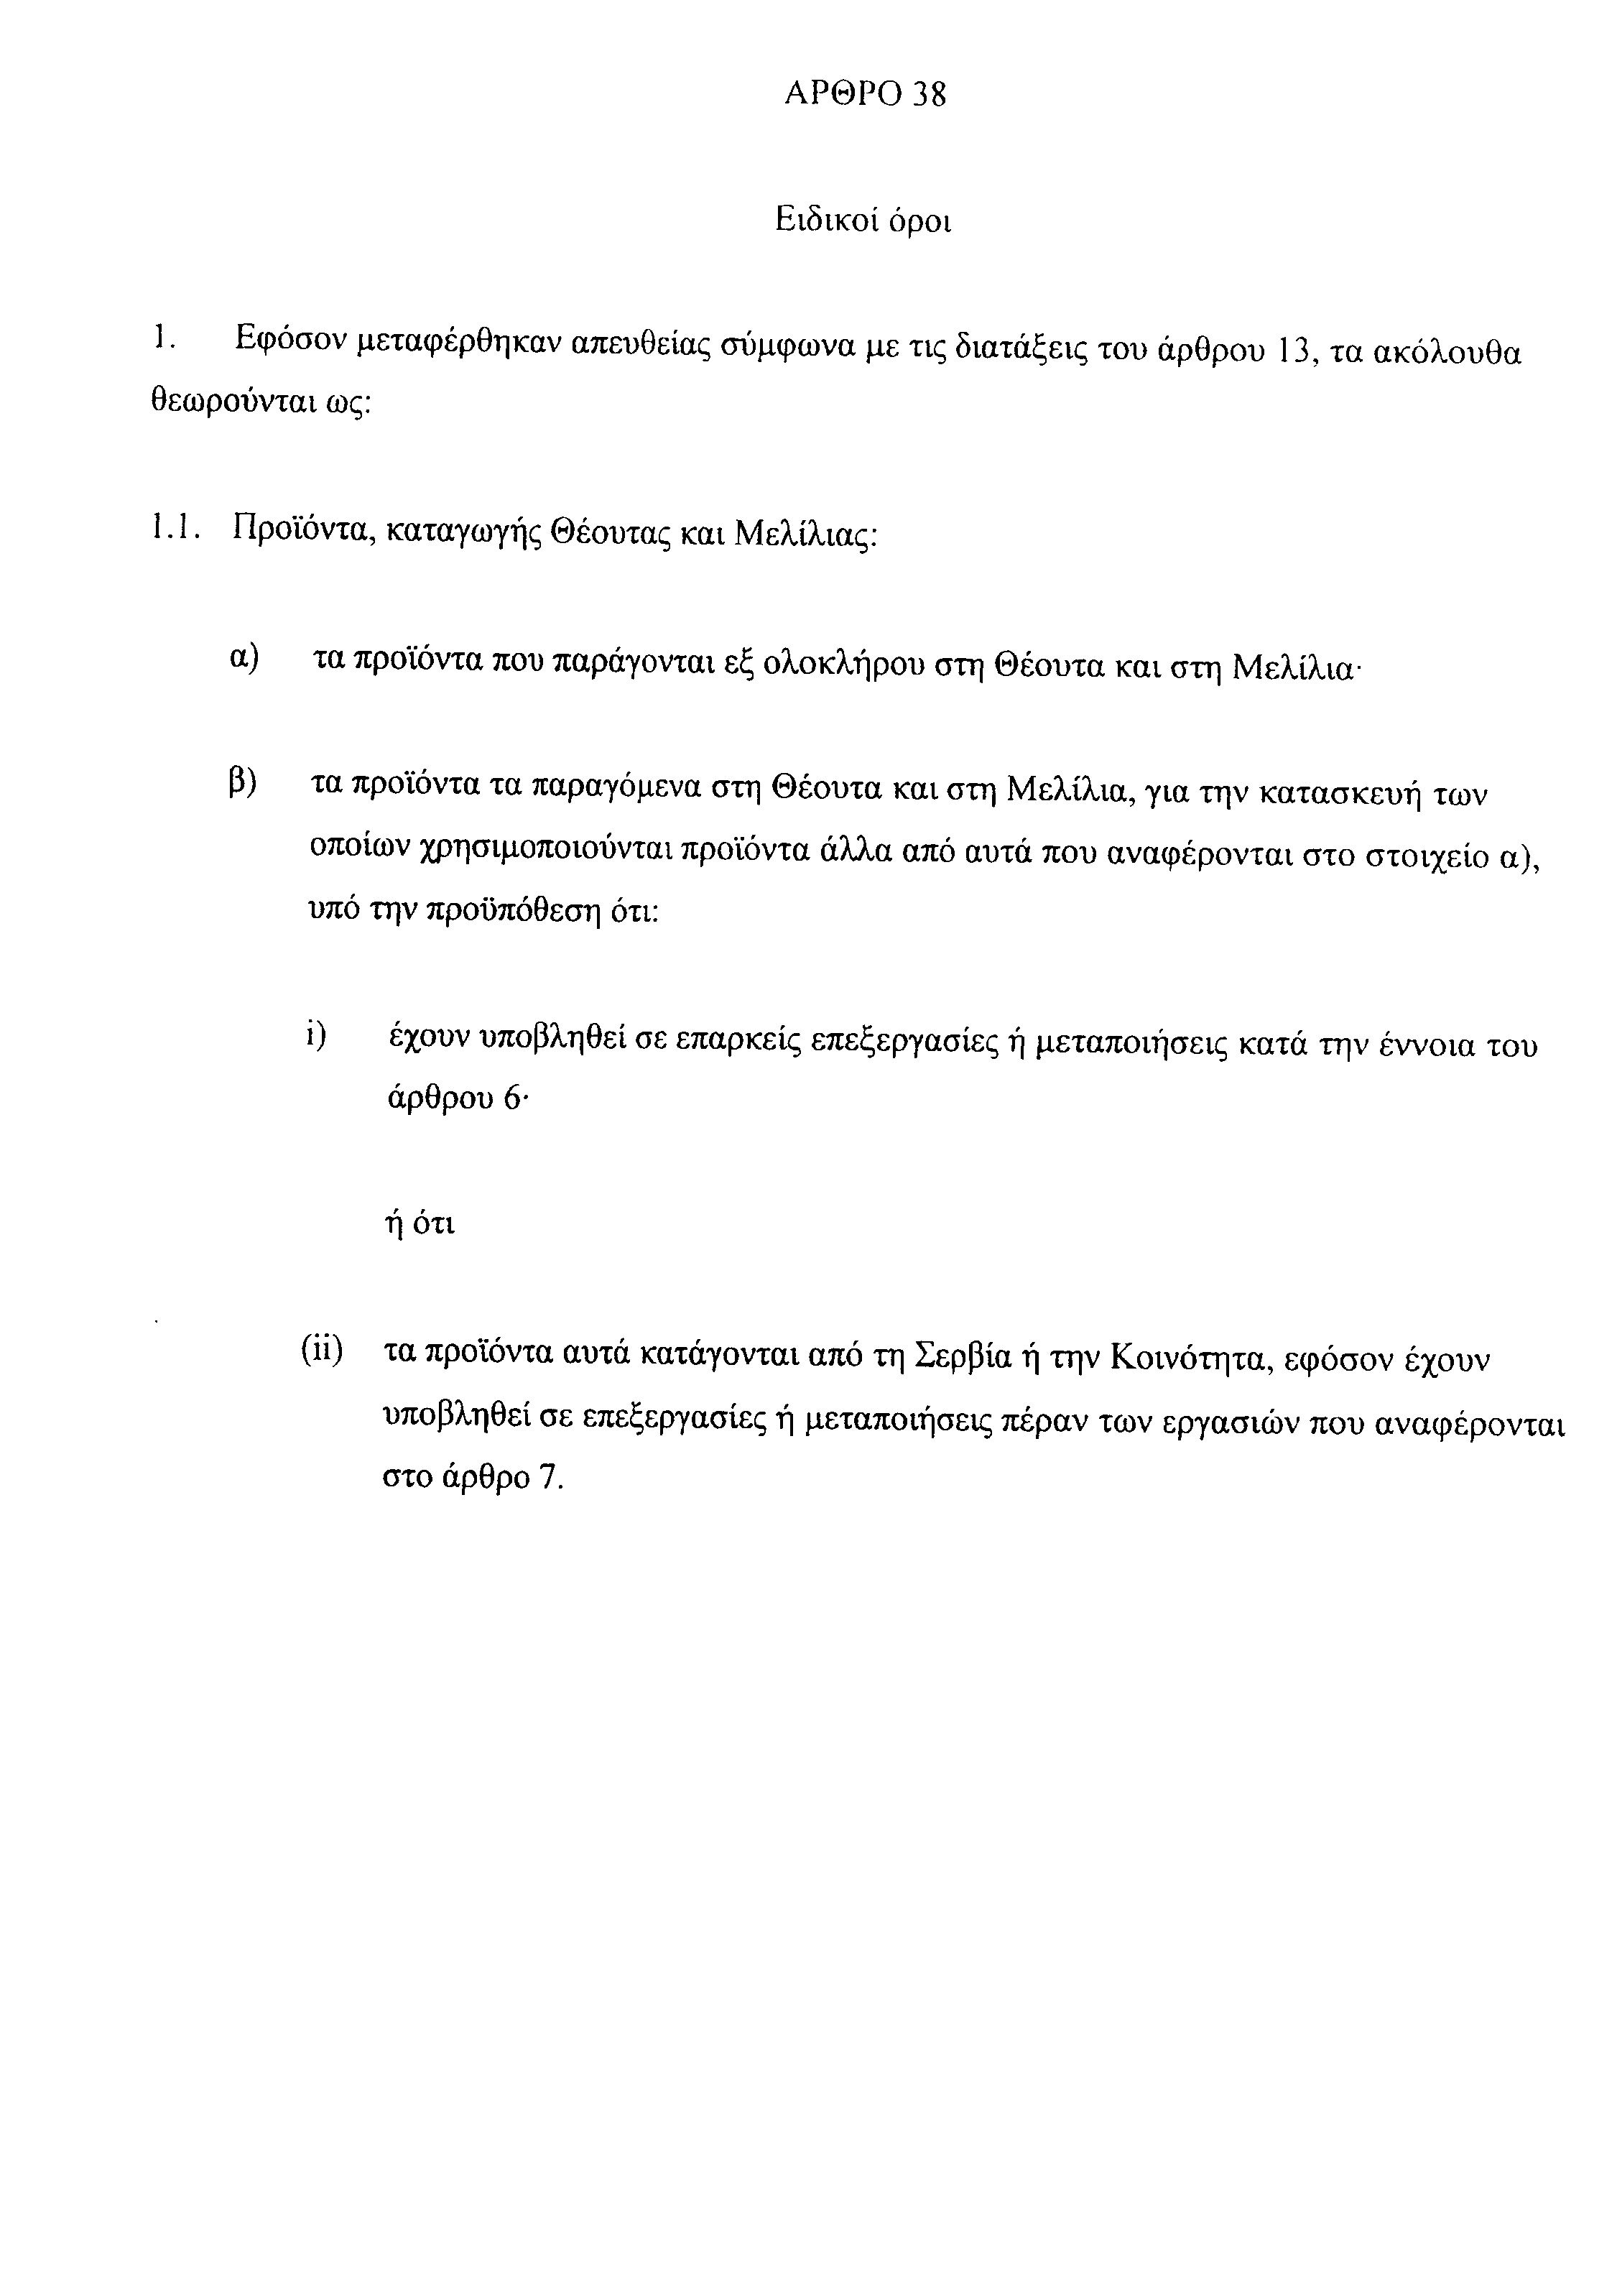 ΑΡΘΡΟ 38
Ειδικοί όροι
1. Εφόσον μεταφέρθηκαν απευθείας σύμφωνα με τις διατάξεις του άρθρου 13, τα ακόλουθα
θεωρούνται ως:
1.1. Προϊόντα, καταγωγής Θέουτας και Μελίλιας:
α) τα προϊόντα που παράγονται εξ ολοκλήρου στη Θέουτα και στη Μελίλια·
β) τα προϊόντα τα παραγόμενα στη Θέουτα και στη Μελίλια, για την κατασκευή των
οποίων χρησιμοποιούνται προϊόντα άλλα από αυτά που αναφέρονται στο στοιχείο α),
υπό την προϋπόθεση ότι:
i) έχουν υποβληθεί σε επαρκείς επεξεργασίες ή μεταποιήσεις κατά την έννοια του
άρθρου 6·
ή ότι
(ii) τα προϊόντα αυτά κατάγονται από τη Σερβία ή την Κοινότητα, εφόσον έχουν
υποβληθεί σε επεξεργασίες ή μεταποιήσεις πέραν των εργασιών που αναφέρονται
στο άρθρο 7.